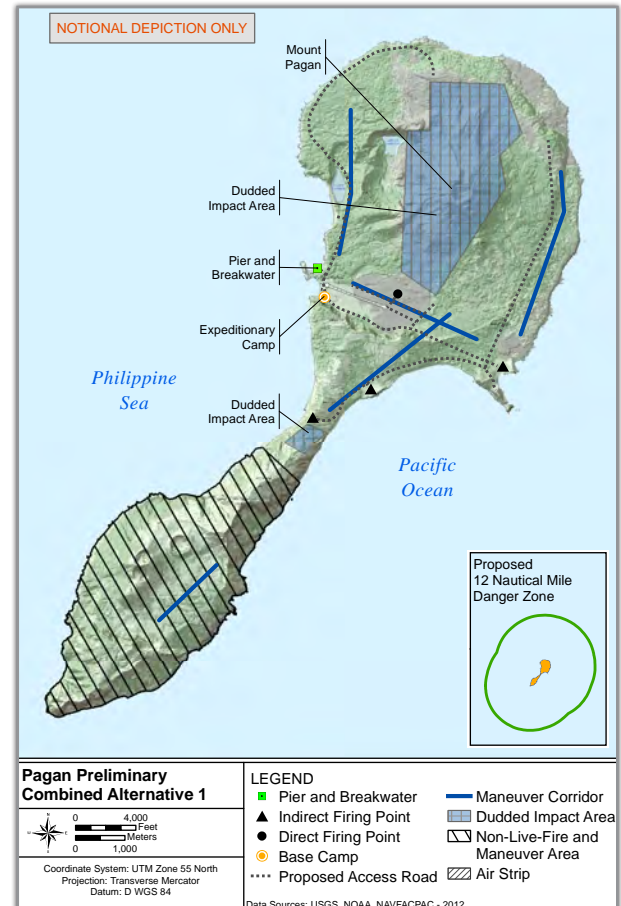 NOTIONAL DEPICTION ONLY
Mount
Pagan
Dudded
Impact Area
Pier and
Breakwater
Expeditionary
Camp
Philippine
Sea
Dudded
Impact Area
Pacific
Ocean
Proposed
12 Nautical Mile
Danger Zone
Pagan Preliminary
Combined Alternative 1
0 4,000
Feet
Meters
0 1,000
Coordinate System: UTM Zone 55 North
Projection: Transverse Mercator
Datum: D WGS 84
LEGEND
Pier and Breakwater
Indirect Firing Point
Direct Firing Point
Base Camp
Proposed Access Road
Maneuver Corridor
Dudded Impact Area
Non-Live-Fire and
Maneuver Area
Air Strip
Data Sources: USGS, NOAA, NAVFACPAC - 2012